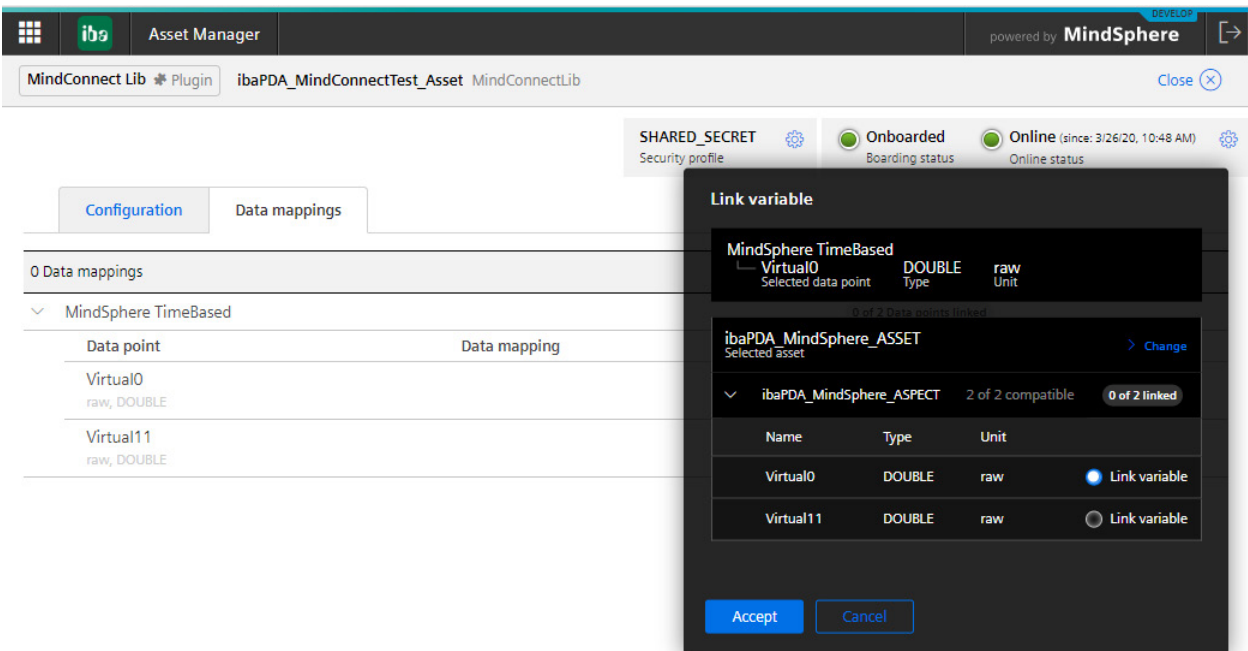 DEVELOP
iba Asset Manager powered by MindSphere
MindConnect Lib Plugin ibaPDA_MindConnectTest_Asset MindConnectLib Close
SHARED_SECRET Onboarded Online (since: 3/26/20, 10:48 AM)
Security profile Boarding status Online status
Link variable
Configuration Data mappings
MindSphere TimeBased
Virtual0 DOUBLE raw
Selected data point Type Unit
0 Data mappings
MindSphere TimeBased
0 of 2 Data points linked
Data point Data mapping
Virtual0
raw, DOUBLE
Virtual11
raw, DOUBLE
ibaPDA_MindSphere_ASSET Change
Selected asset
ibaPDA_MindSphere_ASPECT 2 of 2 compatible 0 of 2 linked
Name Type Unit
Virtual0 DOUBLE raw Link variable
Virtual11 DOUBLE raw Link variable
Accept Cancel